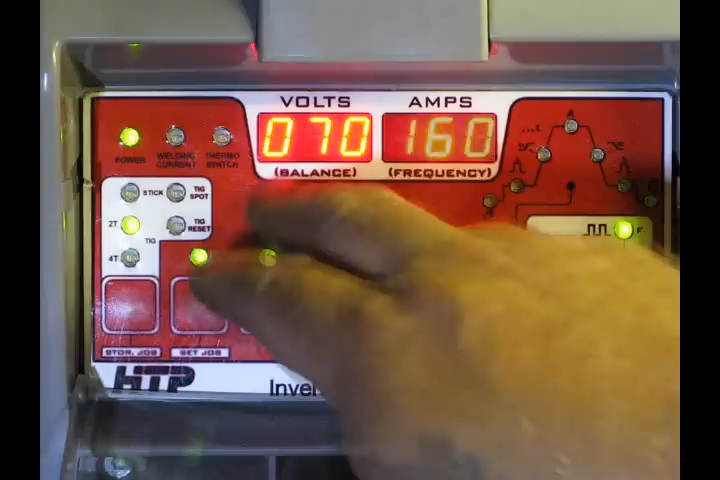 VOLTS AMPS
070 160
(BALANCE) (FREQUENCY)
POWER WELDING CURRENT THERMO SWITCH
STICK TIG SPOT
2T TIG RESET
TIG
4T
F
STOR. JOB SET JOB
HTP
Inver